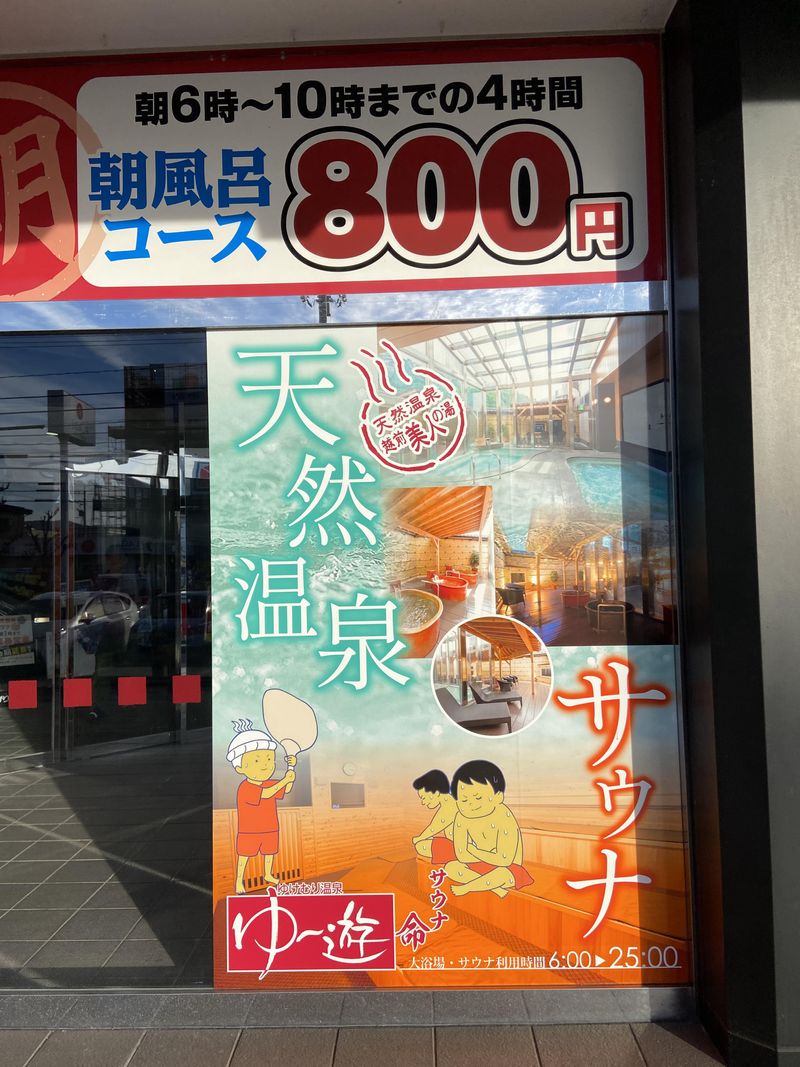 朝
朝6時～10時までの4時間
朝風呂
コース
800円
天然温泉
天然温泉
越前美人の湯
サウナ
ゆけむり温泉
ゆ～遊
サウナ
命
大浴場・サウナ利用時間 6:00▶25:00